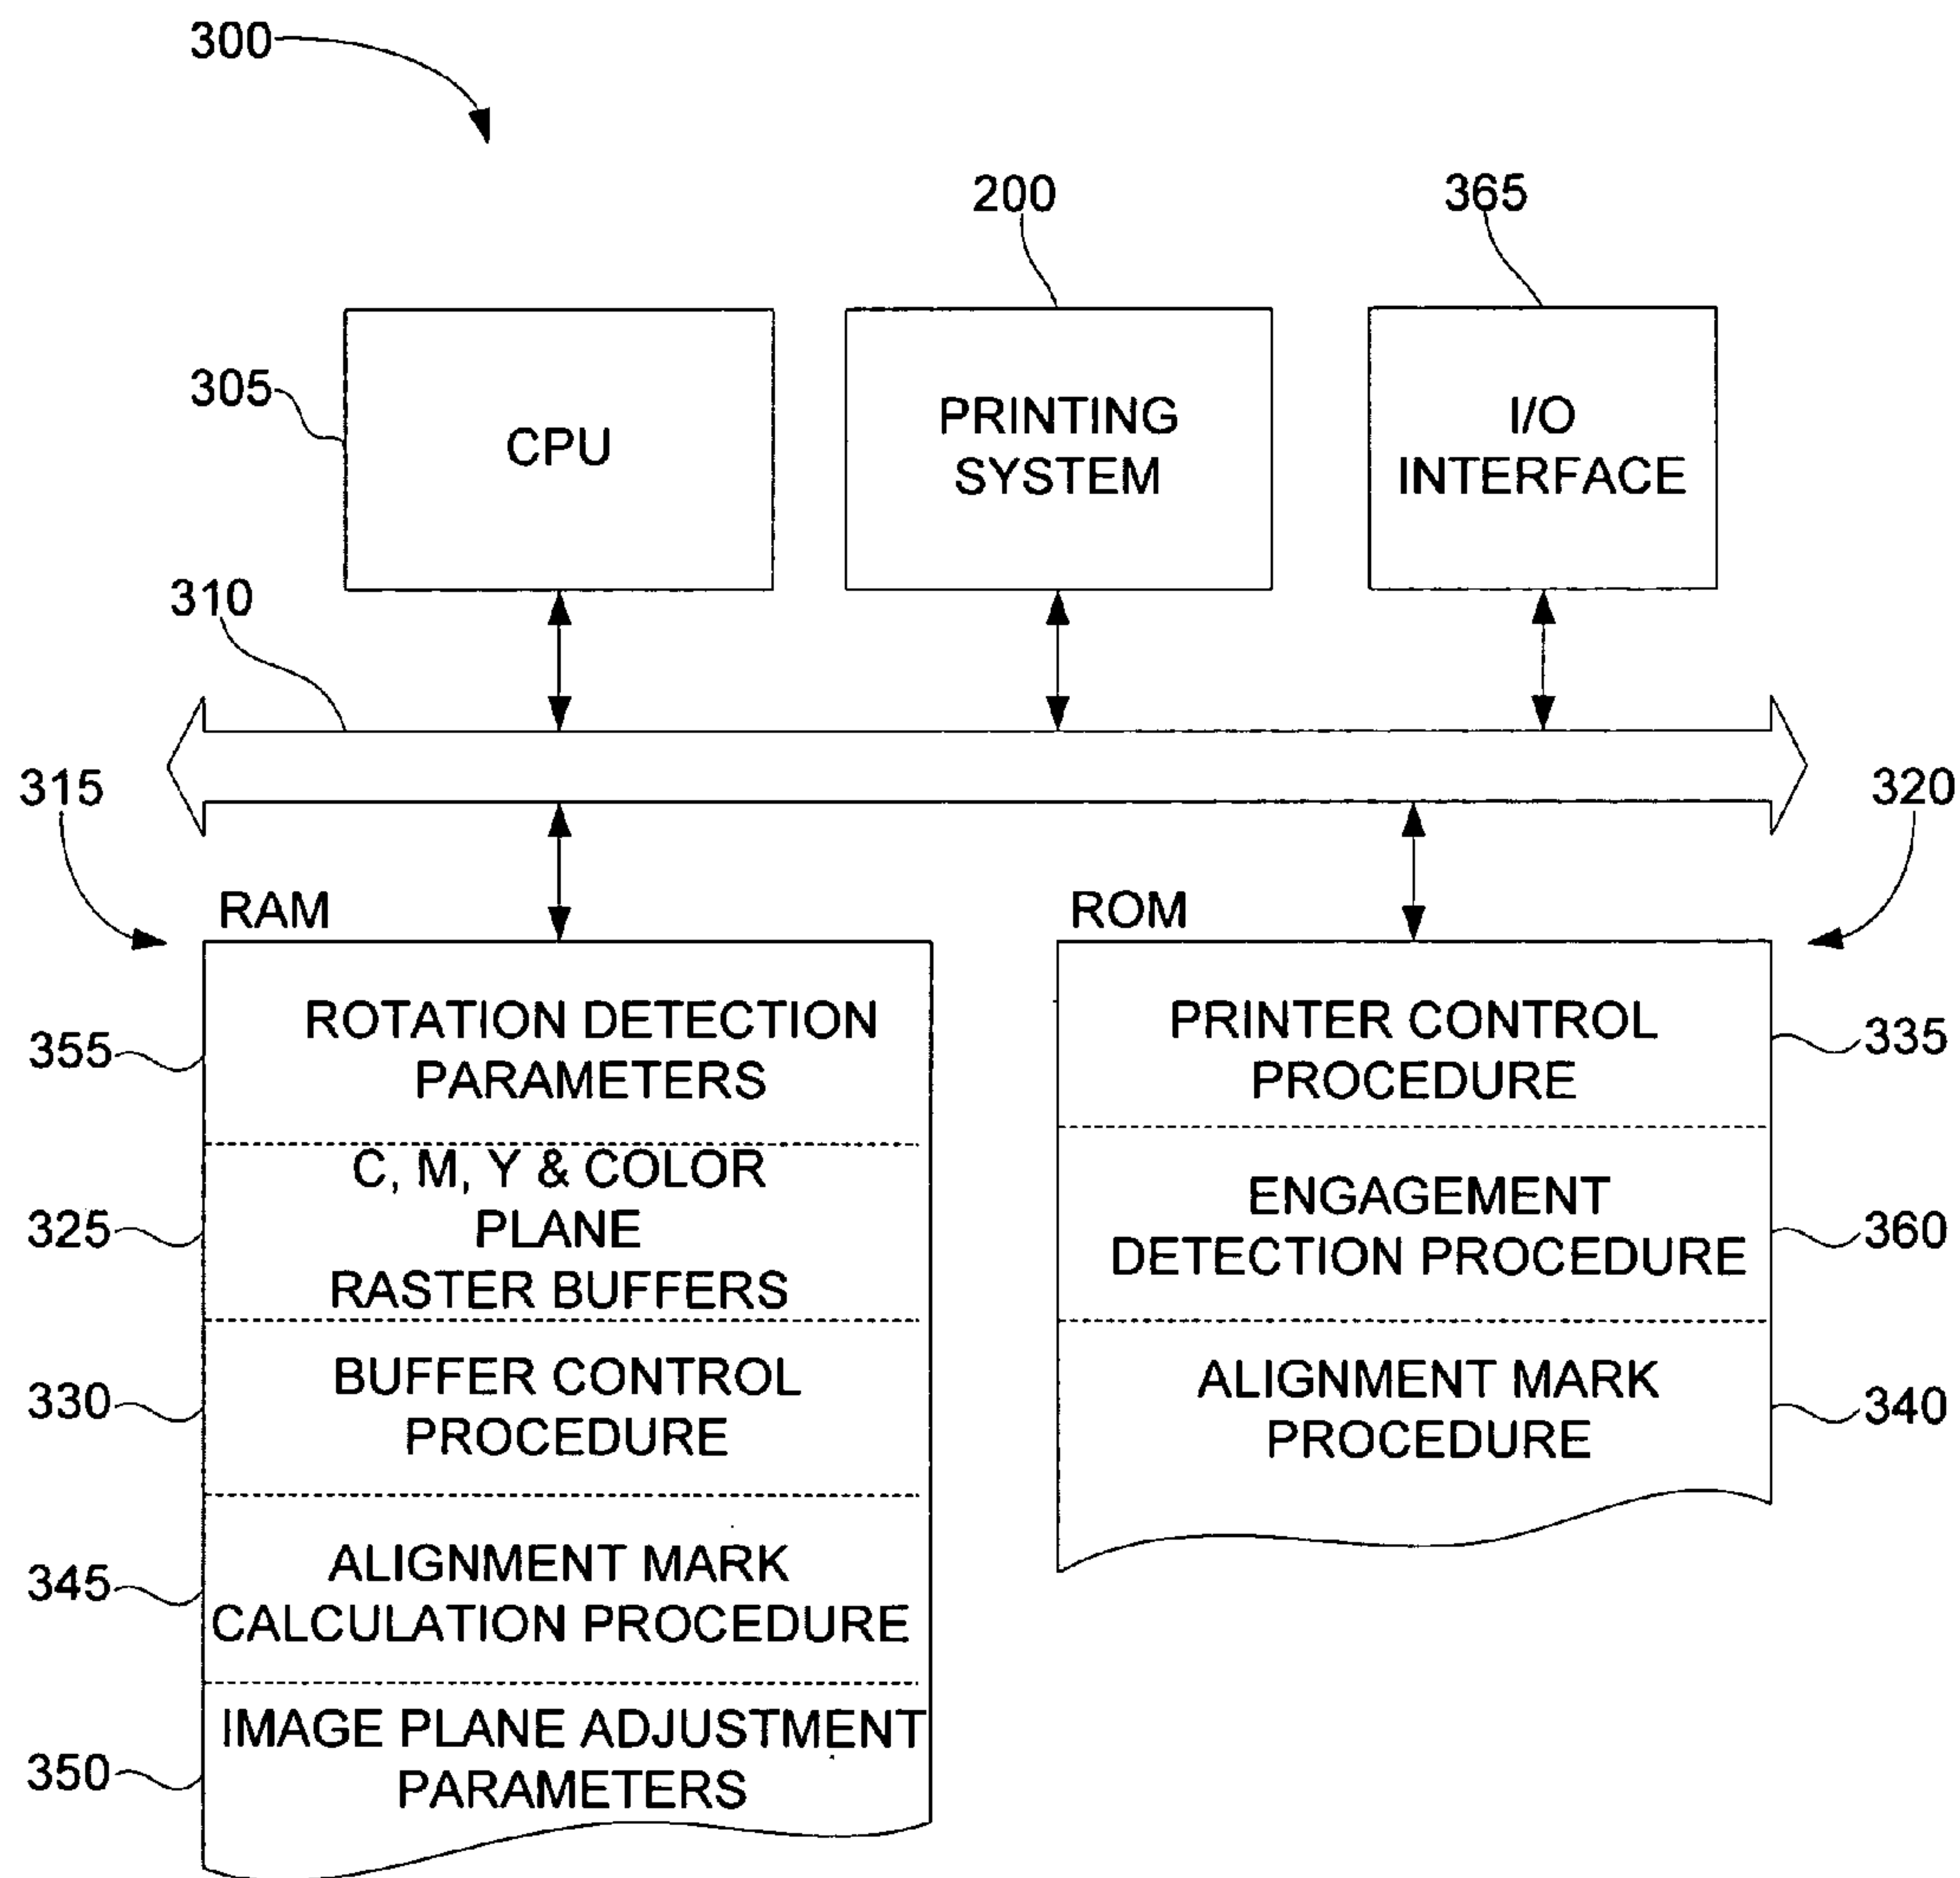 300
200
365
305
CPU
PRINTING
SYSTEM
I/O
INTERFACE
310
315
320
RAM
ROM
355
ROTATION DETECTION
PARAMETERS
325
C, M, Y & COLOR
PLANE
RASTER BUFFERS
330
BUFFER CONTROL
PROCEDURE
345
ALIGNMENT MARK
CALCULATION PROCEDURE
350
IMAGE PLANE ADJUSTMENT
PARAMETERS
PRINTER CONTROL
PROCEDURE
335
ENGAGEMENT
DETECTION PROCEDURE
360
ALIGNMENT MARK
PROCEDURE
340